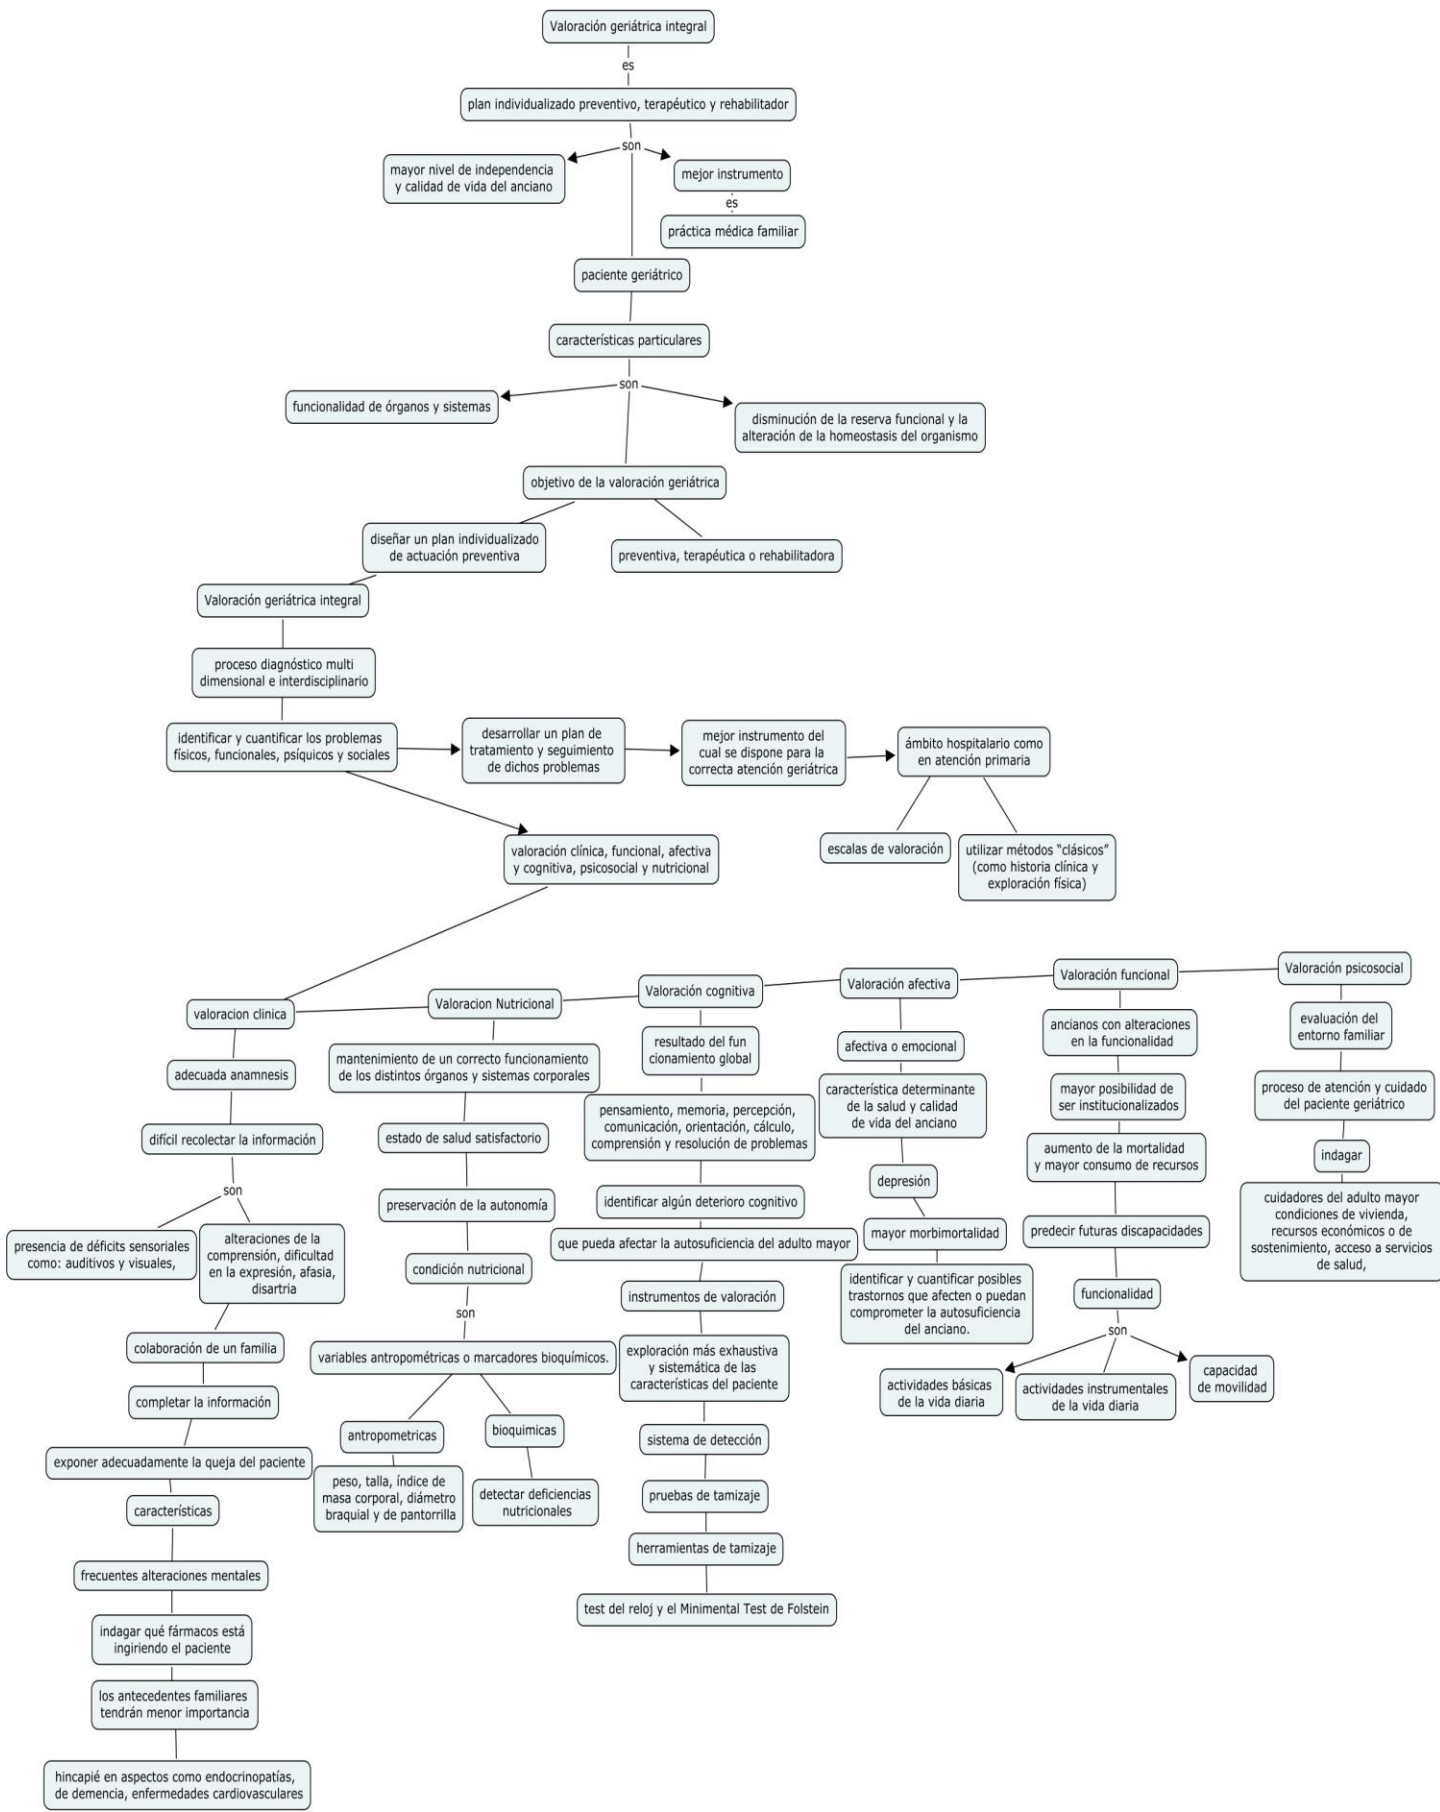 Valoración geriátrica integral
es
plan individualizado preventivo, terapéutico y rehabilitador
son
mayor nivel de independencia
y calidad de vida del anciano
mejor instrumento
es
práctica médica familiar
paciente geriátrico
características particulares
son
funcionalidad de órganos y sistemas
disminución de la reserva funcional y la
alteración de la homeostasis del organismo
objetivo de la valoración geriátrica
diseñar un plan individualizado
de actuación preventiva
preventiva, terapéutica o rehabilitadora
Valoración geriátrica integral
proceso diagnóstico multi
dimensional e interdisciplinario
identificar y cuantificar los problemas
físicos, funcionales, psíquicos y sociales
desarrollar un plan de
tratamiento y seguimiento
de dichos problemas
mejor instrumento del
cual se dispone para la
correcta atención geriátrica
ámbito hospitalario como
en atención primaria
escalas de valoración
utilizar métodos “clásicos”
(como historia clínica y
exploración física)
valoración clínica, funcional, afectiva
y cognitiva, psicosocial y nutricional
valoracion clinica
adecuada anamnesis
difícil recolectar la información
son
presencia de déficits sensoriales
como: auditivos y visuales,
alteraciones de la
comprensión, dificultad
en la expresión, afasia,
disartria
colaboración de un familia
completar la información
exponer adecuadamente la queja del paciente
características
frecuentes alteraciones mentales
indagar qué fármacos está
ingiriendo el paciente
los antecedentes familiares
tendrán menor importancia
hincapié en aspectos como endocrinopatías,
de demencia, enfermedades cardiovasculares
Valoracion Nutricional
mantenimiento de un correcto funcionamiento
de los distintos órganos y sistemas corporales
estado de salud satisfactorio
preservación de la autonomía
condición nutricional
son
variables antropométricas o marcadores bioquímicos.
antropometricas
peso, talla, índice de
masa corporal, diámetro
braquial y de pantorrilla
bioquimicas
detectar deficiencias
nutricionales
Valoración cognitiva
resultado del fun
cionamiento global
pensamiento, memoria, percepción,
comunicación, orientación, cálculo,
comprensión y resolución de problemas
identificar algún deterioro cognitivo
que pueda afectar la autosuficiencia del adulto mayor
instrumentos de valoración
exploración más exhaustiva
y sistemática de las
características del paciente
sistema de detección
pruebas de tamizaje
herramientas de tamizaje
test del reloj y el Minimental Test de Folstein
Valoración afectiva
afectiva o emocional
característica determinante
de la salud y calidad
de vida del anciano
depresión
mayor morbimortalidad
identificar y cuantificar posibles
trastornos que afecten o puedan
comprometer la autosuficiencia
del anciano.
Valoración funcional
ancianos con alteraciones
en la funcionalidad
mayor posibilidad de
ser institucionalizados
aumento de la mortalidad
y mayor consumo de recursos
predecir futuras discapacidades
funcionalidad
son
actividades básicas
de la vida diaria
actividades instrumentales
de la vida diaria
capacidad
de movilidad
Valoración psicosocial
evaluación del
entorno familiar
proceso de atención y cuidado
del paciente geriátrico
indagar
cuidadores del adulto mayor
condiciones de vivienda,
recursos económicos o de
sostenimiento, acceso a servicios
de salud,